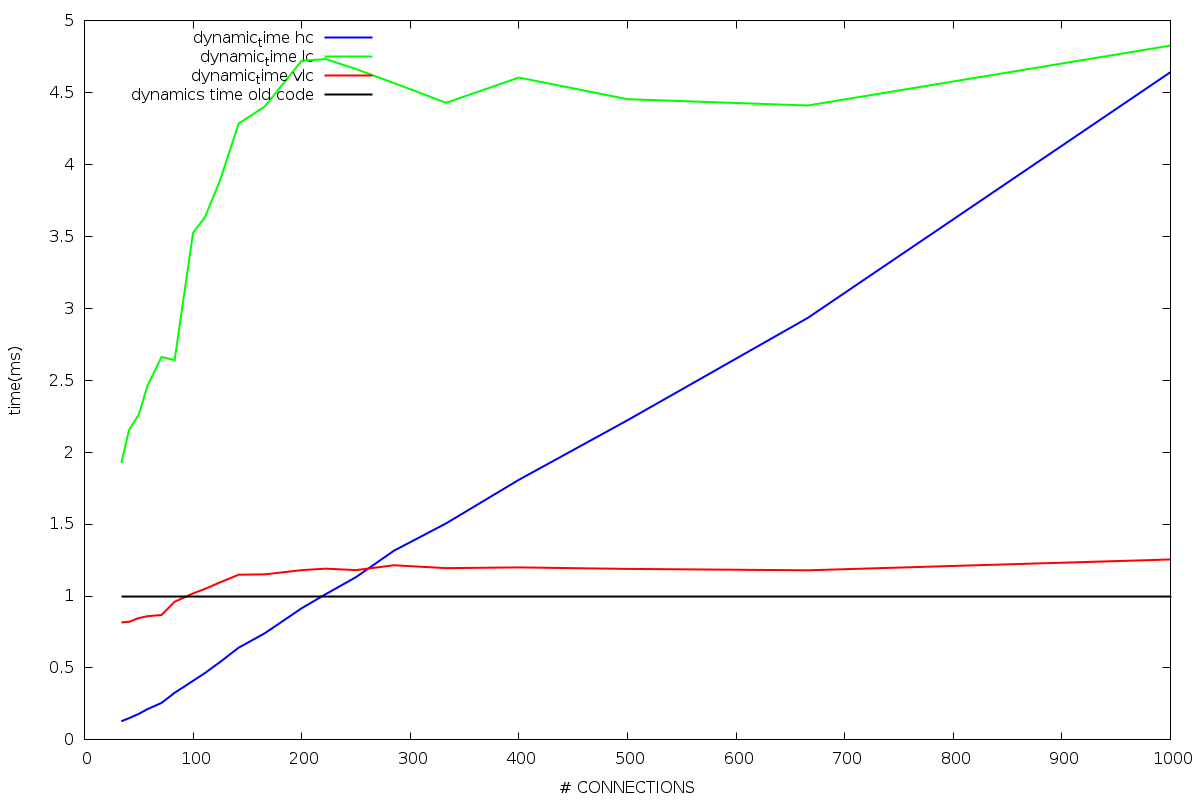 dynamic_time hc
dynamic_time lc
dynamic_time vlc
dynamics time old code
5
4.5
4
3.5
3
2.5
2
1.5
1
0.5
0
time(ms)
0 100 200 300 400 500 600 700 800 900 1000
# CONNECTIONS